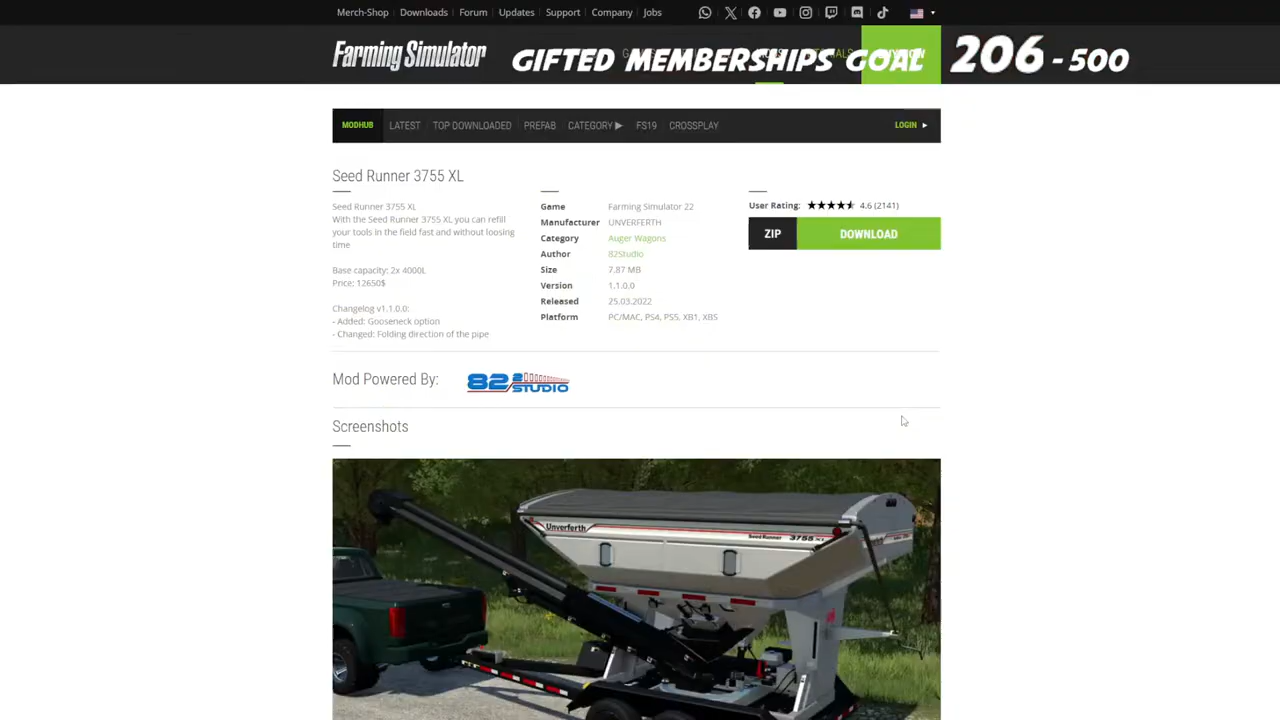 Merch-Shop Downloads Forum Updates Support Company Jobs
Farming Simulator
GIFTED MEMBERSHIPS GOAL 206 - 500
MODHUB LATEST TOP DOWNLOADED PREFAB CATEGORY ▶ FS19 CROSSPLAY LOGIN ▶
Seed Runner 3755 XL
Seed Runner 3755 XL
With the Seed Runner 3755 XL you can refill
your tools in the field fast and without loosing
time
Base capacity: 2x 4000L
Price: 12650$
Changelog v1.1.0.0:
- Added: Gooseneck option
- Changed: Folding direction of the pipe
Game Farming Simulator 22
Manufacturer UNVERFERTH
Category Auger Wagons
Author 82Studio
Size 7.87 MB
Version 1.1.0.0
Released 25.03.2022
Platform PC/MAC, PS4, PS5, XB1, XBS
User Rating: 4.6 (2141)
ZIP DOWNLOAD
Mod Powered By:
82 STUDIO
Screenshots
Unverferth
Seed Runner 3755 XL